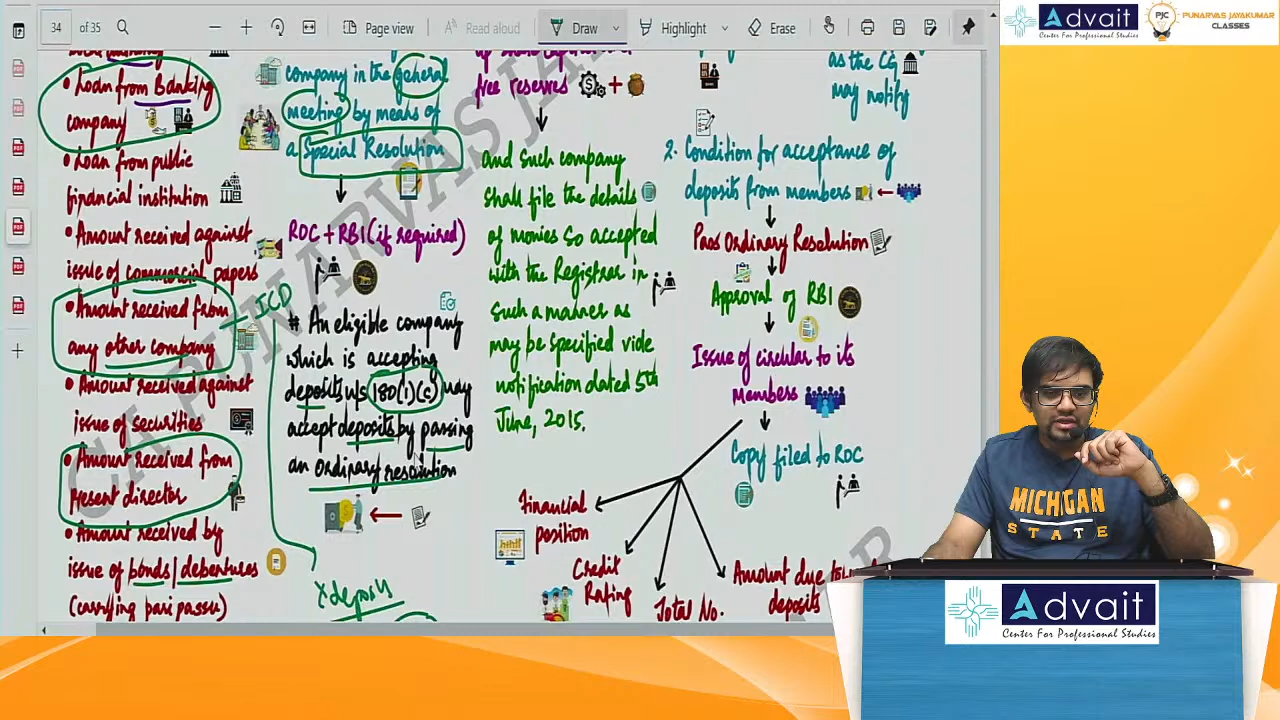 34 of 35
Page view
Read aloud
Draw
Highlight
Erase
Advait
Center For Professional Studies
PJC
PUNARVAS JAYAKUMAR
CLASSES
• Loan from Banking
company
• Loan from public
financial institution
• Amount received against
issue of commercial papers
• Amount received from
any other company
ICD
• Amount received against
issue of securities
• Amount received from
present director
• Amount received by
issue of bonds/debentures
(carrying pari passu)
company in the general
meeting by means of
a Special Resolution
ROC + RBI (if required)
# An eligible company
which is accepting
deposits u/s 180(1)(c) may
accept deposits by passing
an ordinary resolution
X deposits
free reserves
and such company
shall file the details
of monies so accepted
with the Registrar in
such a manner as
may be specified vide
notification dated 5th
June, 2015.
as the CG
may notify
2. Condition for acceptance of
deposits from members
Pass Ordinary Resolution
Approval of RBI
Issue of circular to its
Members
Copy filed to ROC
Financial
position
Credit
Rating
Total No.
Amount due
deposits
CA PUNARVAS JA
AR
MICHIGAN
STATE
Advait
Center For Professional Studies